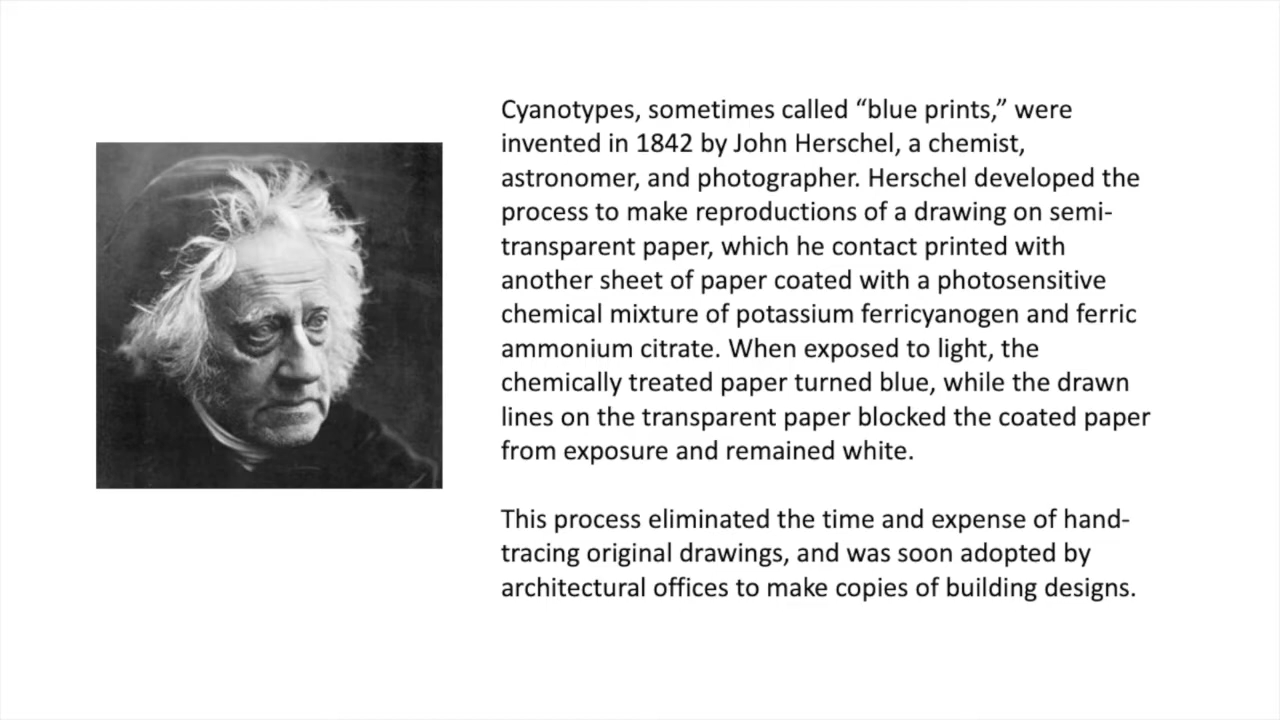 Cyanotypes, sometimes called “blue prints,” were
invented in 1842 by John Herschel, a chemist,
astronomer, and photographer. Herschel developed the
process to make reproductions of a drawing on semi-
transparent paper, which he contact printed with
another sheet of paper coated with a photosensitive
chemical mixture of potassium ferricyanogen and ferric
ammonium citrate. When exposed to light, the
chemically treated paper turned blue, while the drawn
lines on the transparent paper blocked the coated paper
from exposure and remained white.
This process eliminated the time and expense of hand-
tracing original drawings, and was soon adopted by
architectural offices to make copies of building designs.